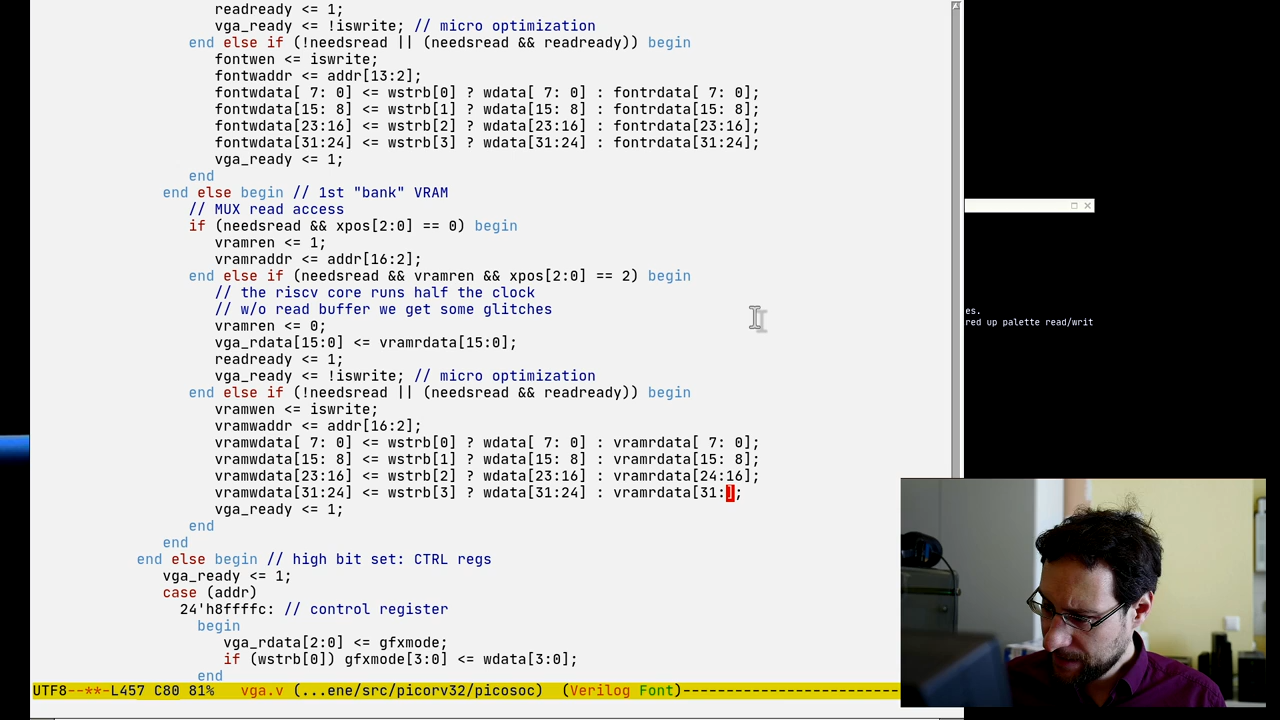 readready <= 1;
vga_ready <= !iswrite; // micro optimization
end else if (!needsread || (needsread && readready)) begin
fontwen <= iswrite;
fontwaddr <= addr[13:2];
fontwdata[ 7: 0] <= wstrb[0] ? wdata[ 7: 0] : fontrdata[ 7: 0];
fontwdata[15: 8] <= wstrb[1] ? wdata[15: 8] : fontrdata[15: 8];
fontwdata[23:16] <= wstrb[2] ? wdata[23:16] : fontrdata[23:16];
fontwdata[31:24] <= wstrb[3] ? wdata[31:24] : fontrdata[31:24];
vga_ready <= 1;
end
end else begin // 1st "bank" VRAM
// MUX read access
if (needsread && xpos[2:0] == 0) begin
vramren <= 1;
vramraddr <= addr[16:2];
end else if (needsread && vramren && xpos[2:0] == 2) begin
// the riscv core runs half the clock
// w/o read buffer we get some glitches
vramren <= 0;
vga_rdata[15:0] <= vramrdata[15:0];
readready <= 1;
vga_ready <= !iswrite; // micro optimization
end else if (!needsread || (needsread && readready)) begin
vramwen <= iswrite;
vramwaddr <= addr[16:2];
vramwdata[ 7: 0] <= wstrb[0] ? wdata[ 7: 0] : vramrdata[ 7: 0];
vramwdata[15: 8] <= wstrb[1] ? wdata[15: 8] : vramrdata[15: 8];
vramwdata[23:16] <= wstrb[2] ? wdata[23:16] : vramrdata[24:16];
vramwdata[31:24] <= wstrb[3] ? wdata[31:24] : vramrdata[31:];
vga_ready <= 1;
end
end
end else begin // high bit set: CTRL regs
vga_ready <= 1;
case (addr)
24'h8ffffc: // control register
begin
vga_rdata[2:0] <= gfxmode;
if (wstrb[0]) gfxmode[3:0] <= wdata[3:0];
end
UTF8--**-L457 C80 81% vga.v (...ene/src/picorv32/picosoc) (Verilog Font)-------------------------
es.
red up palette read/writ